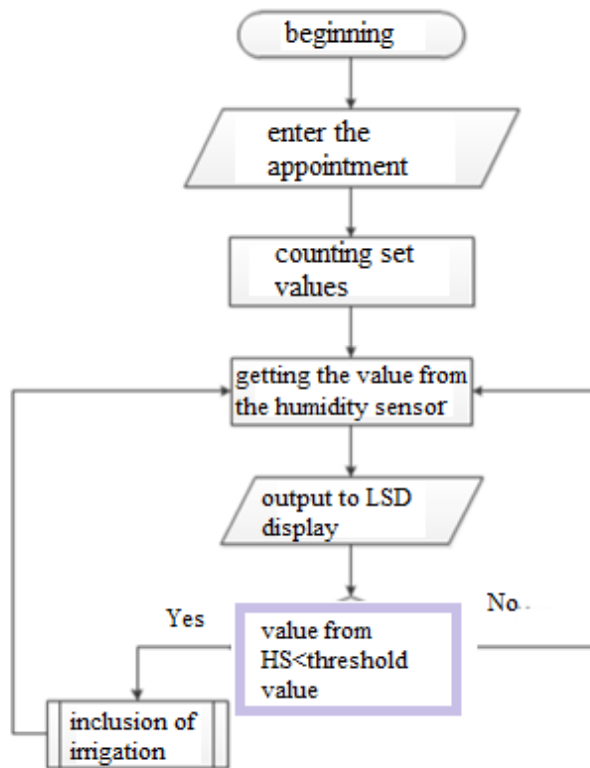 beginning
enter the
appointment
counting set
values
getting the value from
the humidity sensor
output to LSD
display
Yes
No..
value from
HS<threshold
value
inclusion of
irrigation